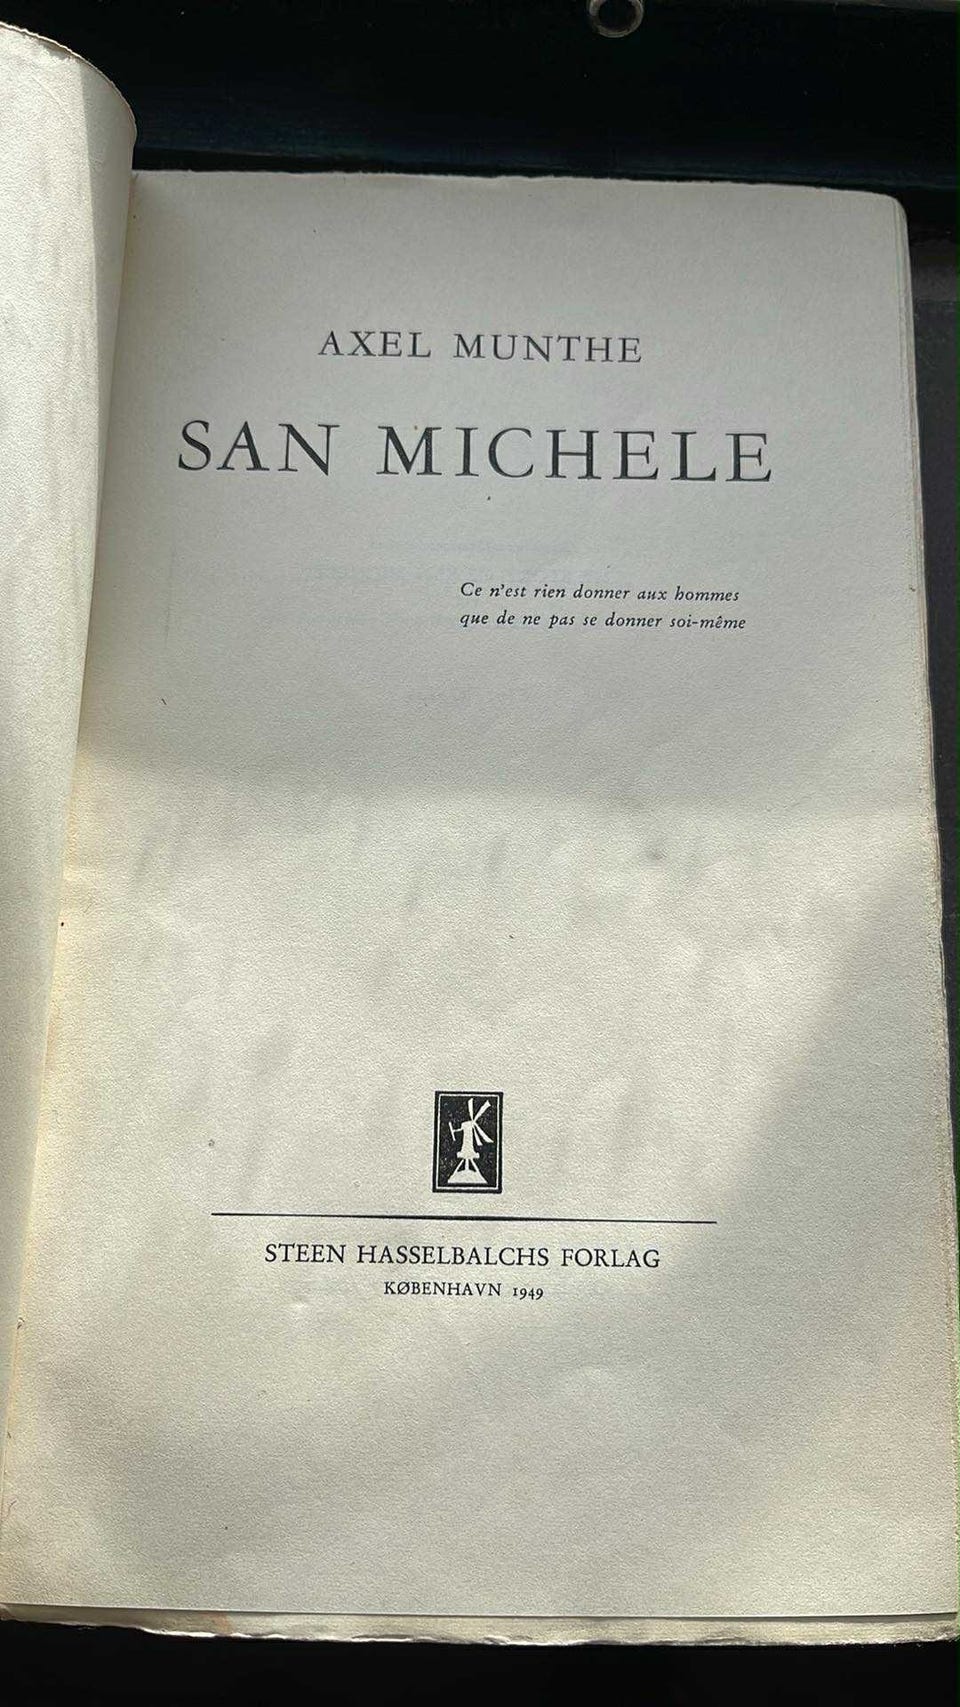 AXEL MUNTHE
SAN MICHELE
Ce n'est rien donner aux hommes
que de ne pas se donner soi-même
STEEN HASSELBALCHS FORLAG
KØBENHAVN 1949